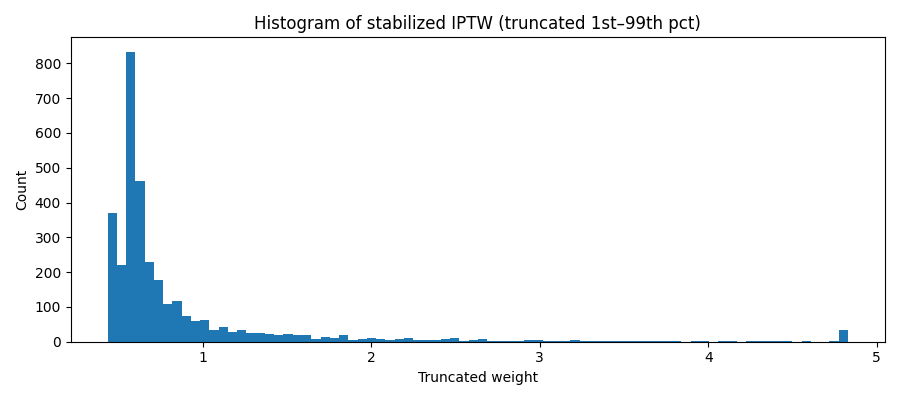 Histogram of stabilized IPTW (truncated 1st–99th pct)
800
700
600
500
400
300
200
100
0
Count
1 2 3 4 5
Truncated weight